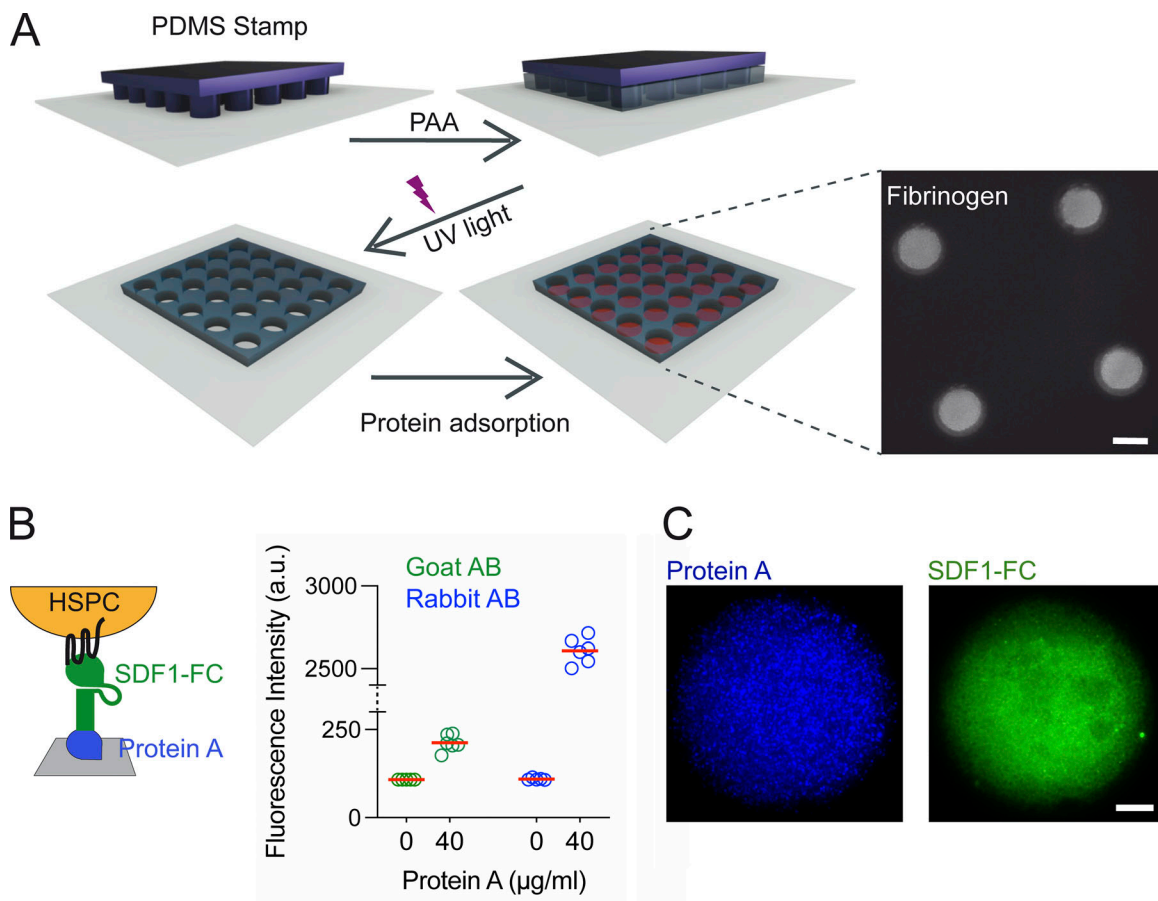 A
PDMS Stamp
PAA
UV light
Protein adsorption
Fibrinogen
B
HSPC
SDF1-FC
Protein A
Fluorescence Intensity (a.u.)
Goat AB
Rabbit AB
3000
2500
250
0
0
40
0
40
Protein A (µg/ml)
C
Protein A
SDF1-FC